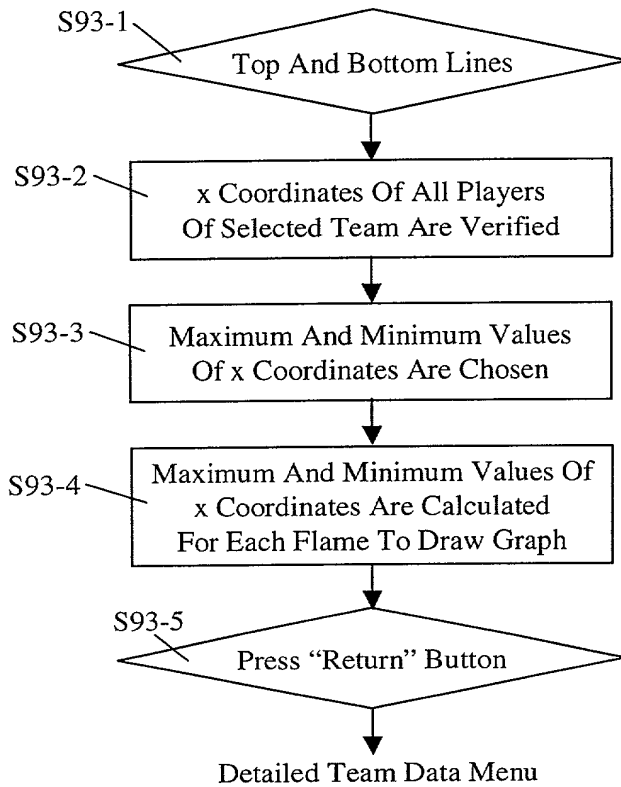 S93-1
Top And Bottom Lines
S93-2
x Coordinates Of All Players
Of Selected Team Are Verified
S93-3
Maximum And Minimum Values
Of x Coordinates Are Chosen
S93-4
Maximum And Minimum Values Of
x Coordinates Are Calculated
For Each Flame To Draw Graph
S93-5
Press “Return” Button
Detailed Team Data Menu